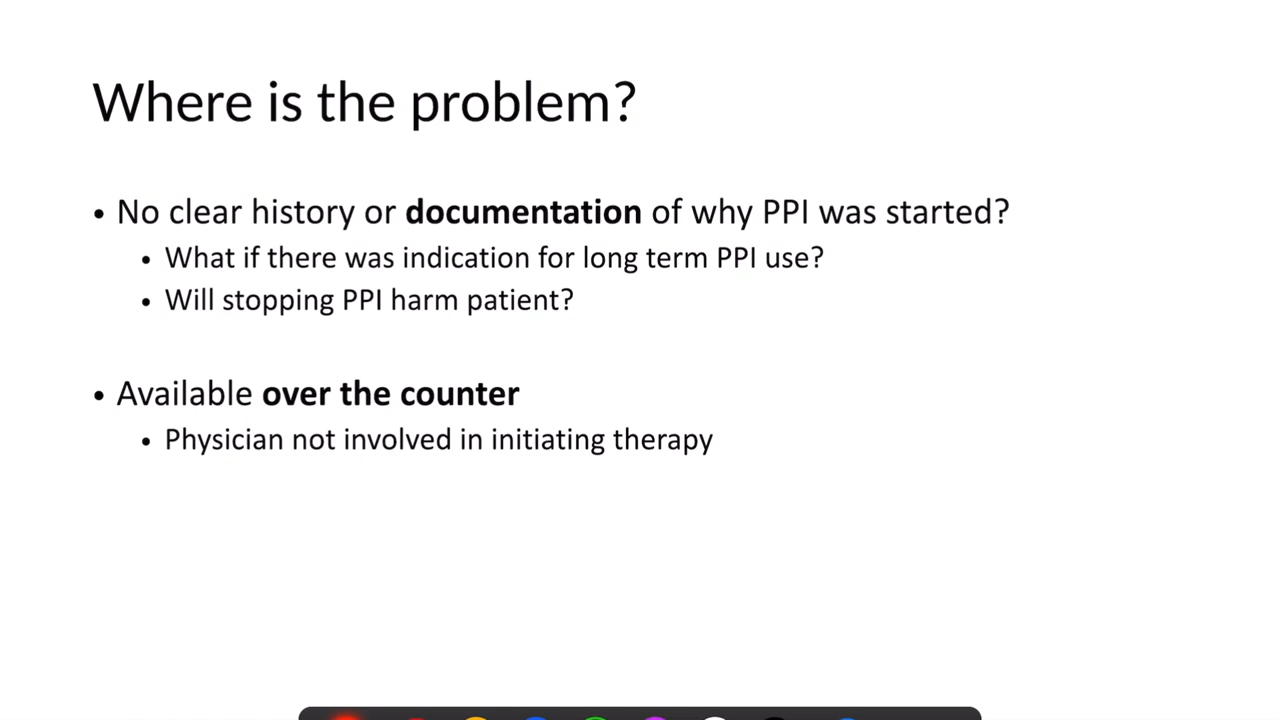 Where is the problem?
• No clear history or documentation of why PPI was started?
• What if there was indication for long term PPI use?
• Will stopping PPI harm patient?
• Available over the counter
• Physician not involved in initiating therapy